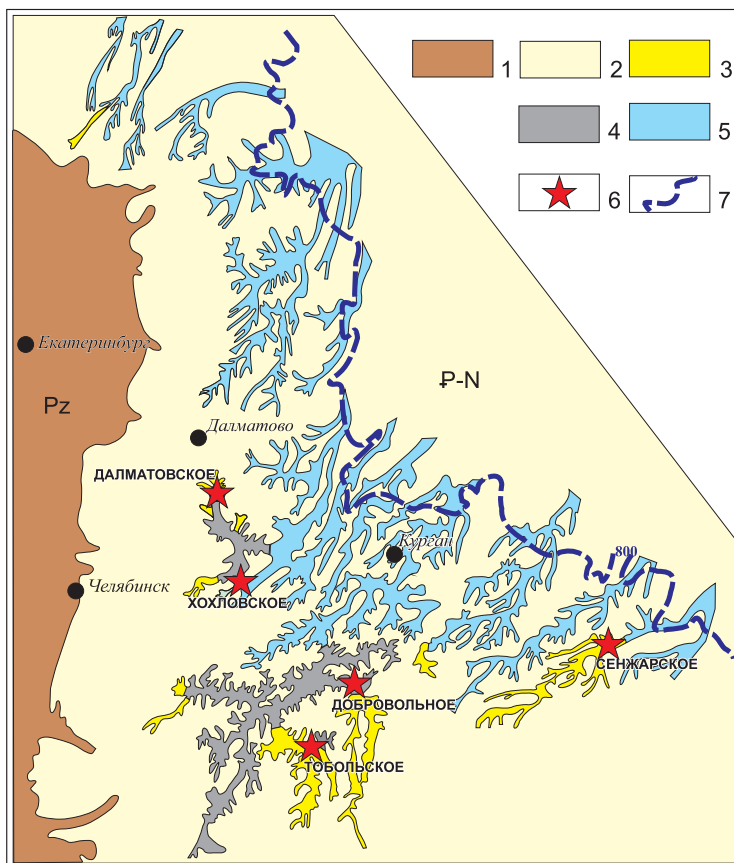 1
2
3
4
5
6
7
Екатеринбург
Pz
Ꝑ-N
Далматово
ДАЛМАТОВСКОЕ
Курган
800
Челябинск
ХОХЛОВСКОЕ
СЕНЖАРСКОЕ
ДОБРОВОЛЬНОЕ
ТОБОЛЬСКОЕ